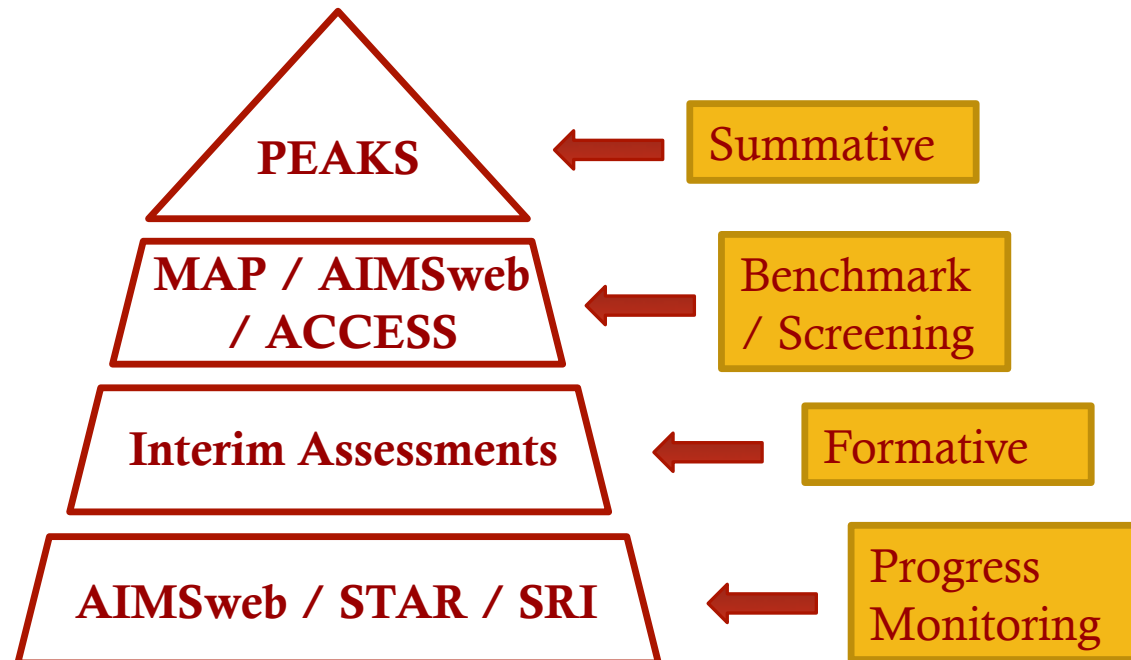 PEAKS
Summative
MAP / AIMSweb
/ ACCESS
Benchmark
/ Screening
Interim Assessments
Formative
AIMSweb / STAR / SRI
Progress
Monitoring